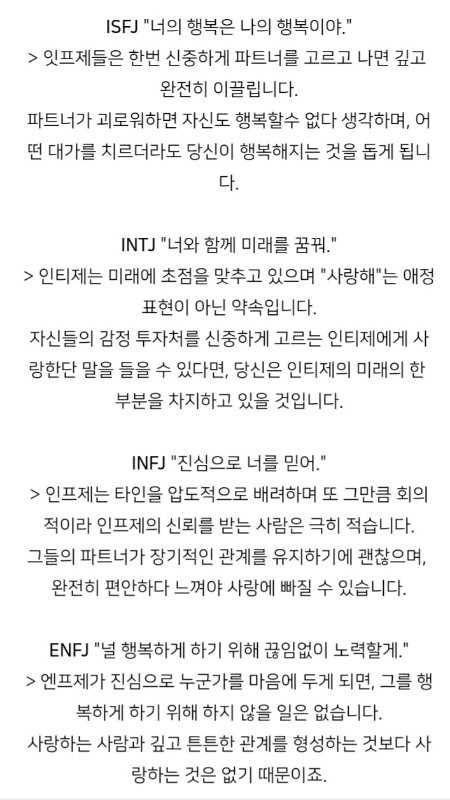 ISFJ "너의 행복은 나의 행복이야."
> 잇프제들은 한번 신중하게 파트너를 고르고 나면 깊고
완전히 이끌립니다.
파트너가 괴로워하면 자신도 행복할수 없다 생각하며, 어
떤 대가를 치르더라도 당신이 행복해지는 것을 돕게 됩니
다.
INTJ "너와 함께 미래를 꿈꿔."
> 인티제는 미래에 초점을 맞추고 있으며 "사랑해"는 애정
표현이 아닌 약속입니다.
자신들의 감정 투자처를 신중하게 고르는 인티제에게 사
랑한단 말을 들을 수 있다면, 당신은 인티제의 미래의 한
부분을 차지하고 있을 것입니다.
INFJ "진심으로 너를 믿어."
> 인프제는 타인을 압도적으로 배려하며 또 그만큼 회의
적이라 인프제의 신뢰를 받는 사람은 극히 적습니다.
그들의 파트너가 장기적인 관계를 유지하기에 괜찮으며,
완전히 편안하다 느껴야 사랑에 빠질 수 있습니다.
ENFJ "널 행복하게 하기 위해 끊임없이 노력할게."
> 엔프제가 진심으로 누군가를 마음에 두게 되면, 그를 행
복하게 하기 위해 하지 않을 일은 없습니다.
사랑하는 사람과 깊고 튼튼한 관계를 형성하는 것보다 사
랑하는 것은 없기 때문이죠.